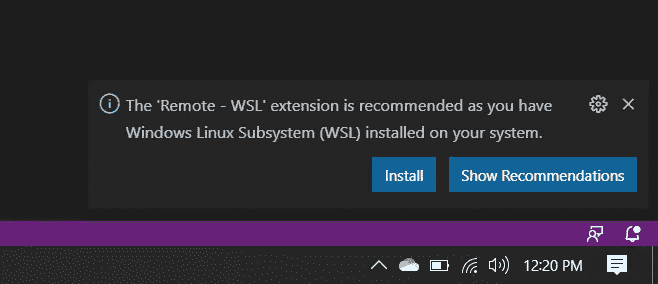 The 'Remote - WSL' extension is recommended as you have
Windows Linux Subsystem (WSL) installed on your system.
Install Show Recommendations
12:20 PM